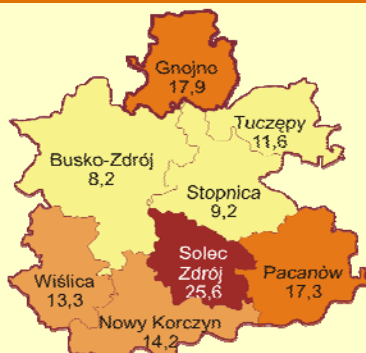 Gnojno
17,9
Tuczępy
11,6
Busko-Zdrój
8,2
Stopnica
9,2
Solec
Zdrój
25,6
Wiślica
13,3
Pacanów
17,3
Nowy Korczyn
14,2